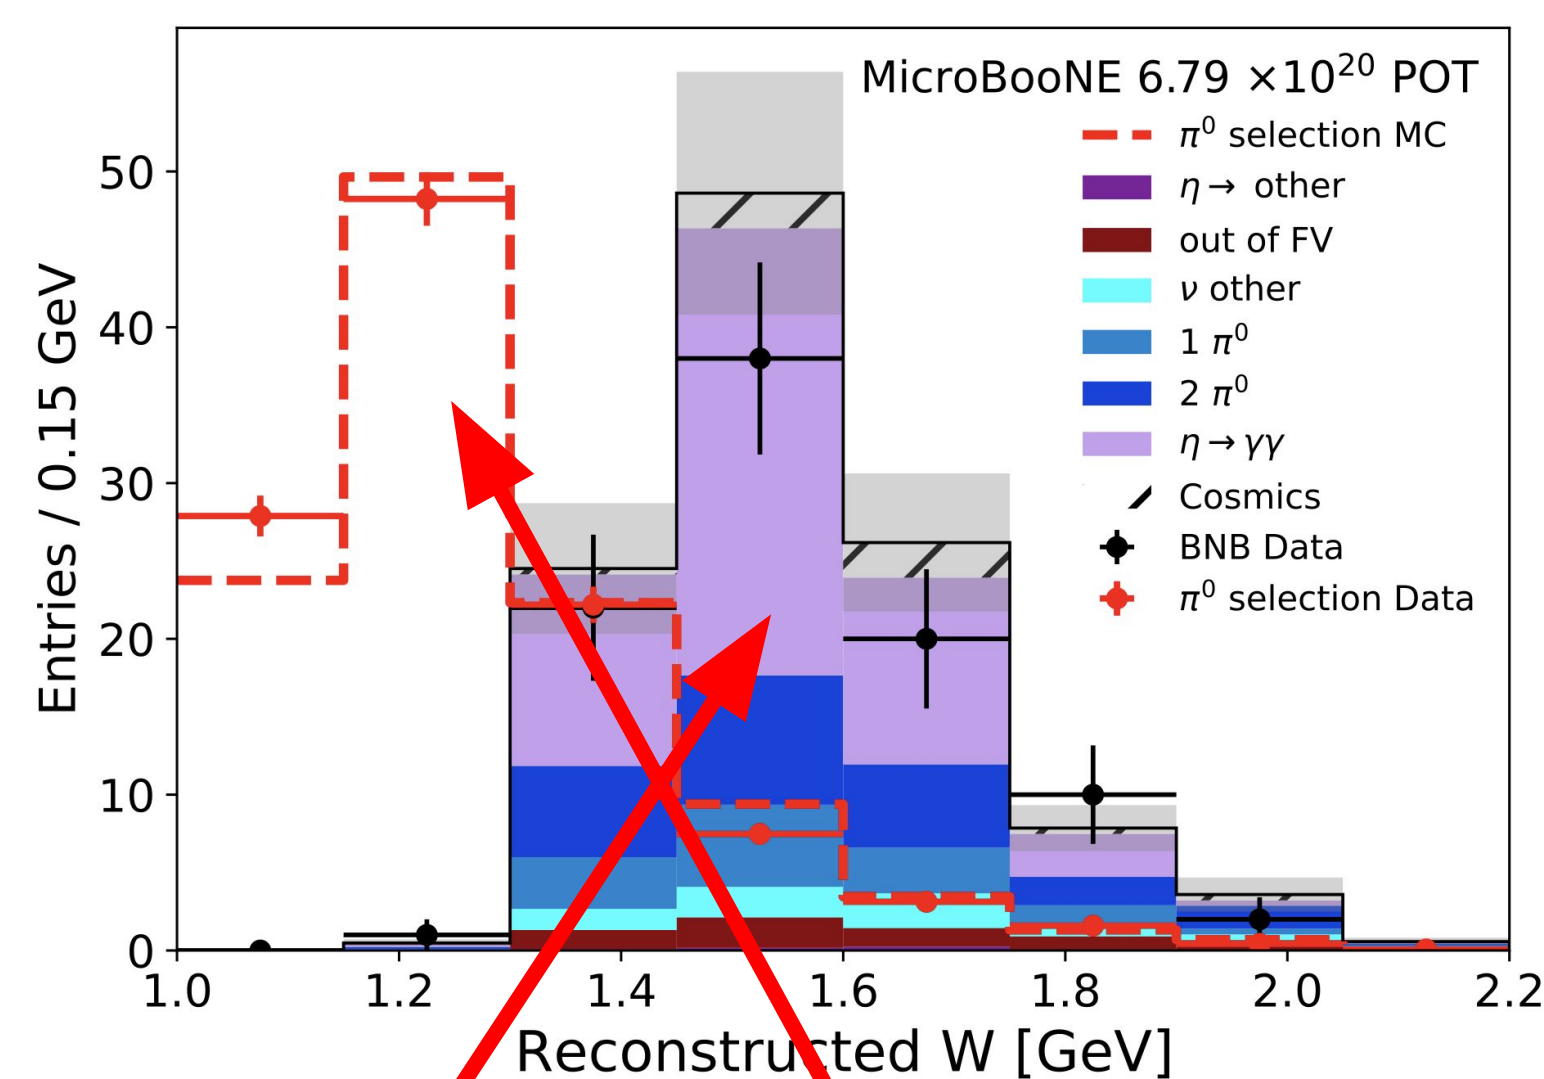 MicroBooNE 6.79 ×10²⁰ POT
π⁰ selection MC
η→ other
out of FV
ν other
1 π⁰
2 π⁰
η→γγ
Cosmics
BNB Data
π⁰ selection Data
Entries / 0.15 GeV
50
40
30
20
10
0
1.0 1.2 1.4 1.6 1.8 2.0 2.2
Reconstructed W [GeV]